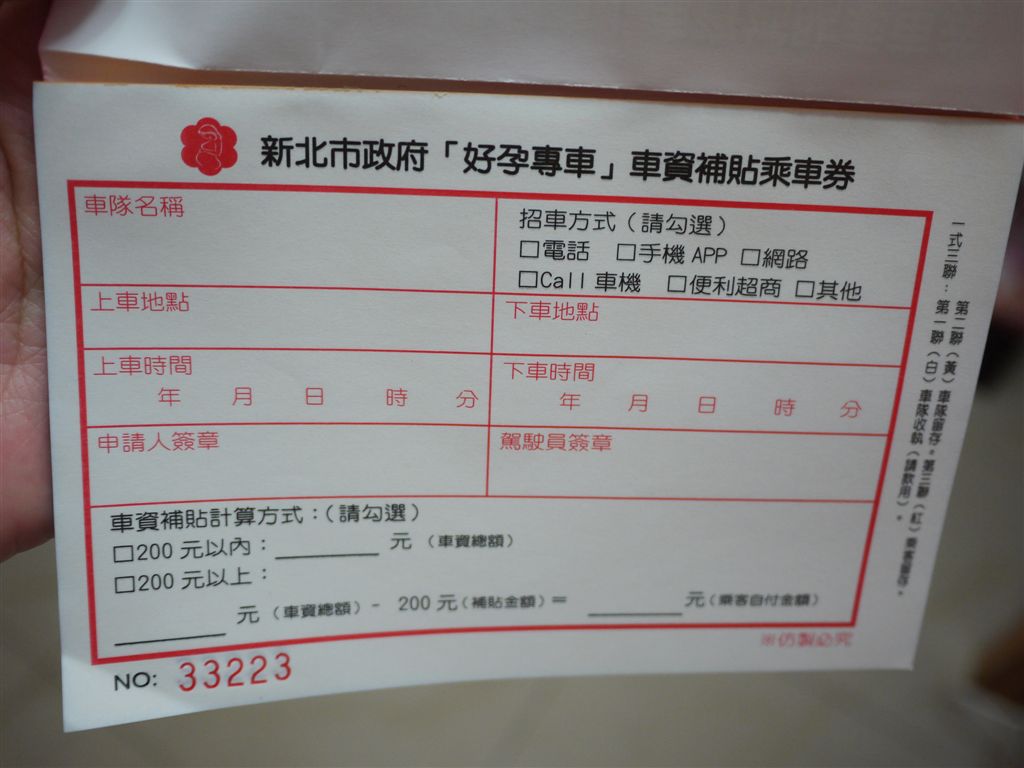 新北市政府「好孕專車」車資補貼乘車券
車隊名稱
招車方式(請勾選)
□電話 □手機 APP □網路
□Call 車機 □便利超商 □其他
上車地點
下車地點
上車時間
年 月 日 時 分
下車時間
年 月 日 時 分
申請人簽章
駕駛員簽章
車資補貼計算方式:(請勾選)
□200 元以內:________ 元 (車資總額)
□200 元以上:
________ 元 (車資總額) - 200 元(補貼金額) = ________ 元(乘客自付金額)
※仿製必究
NO: 33223
一式三聯:第一聯(白)車隊收執(請款用)。
第二聯(黃)車隊留存。第三聯(紅)乘客留存。